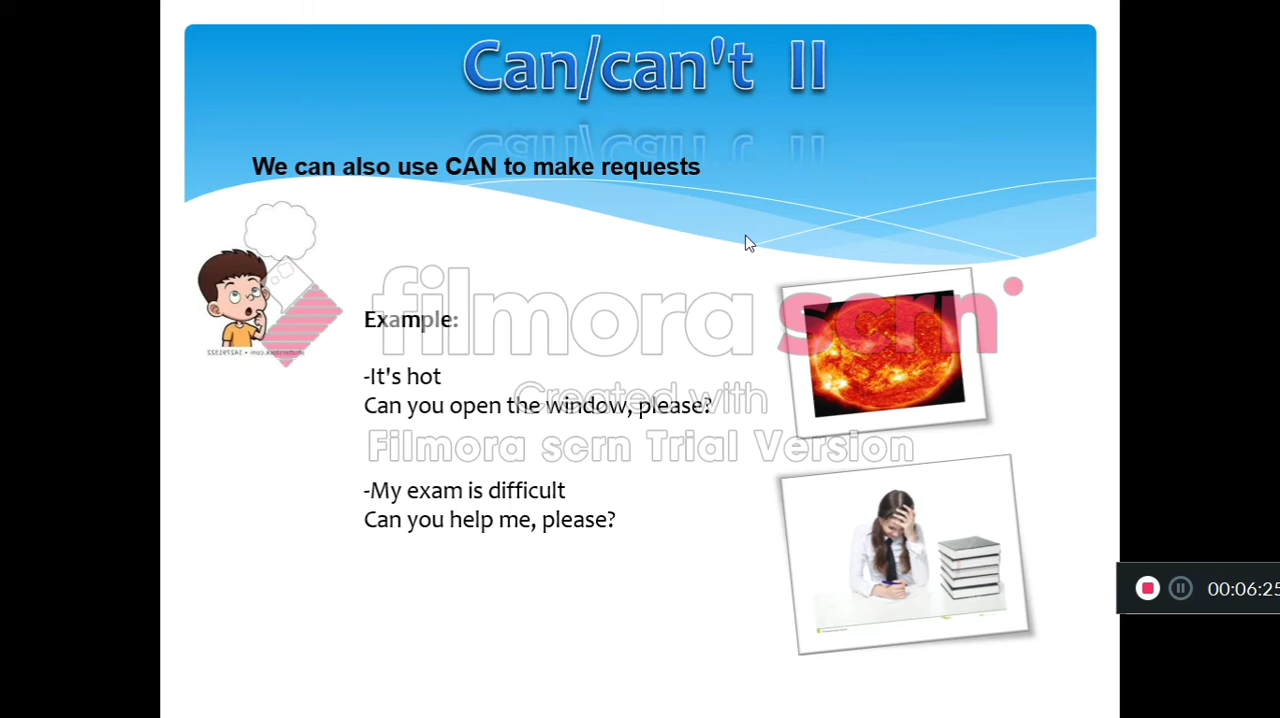 Can/can't II
We can also use CAN to make requests
filmora scrn
Example:
-It's hot
Created with
Can you open the window, please?
Filmora scrn Trial Version
-My exam is difficult
Can you help me, please?
00:06:25